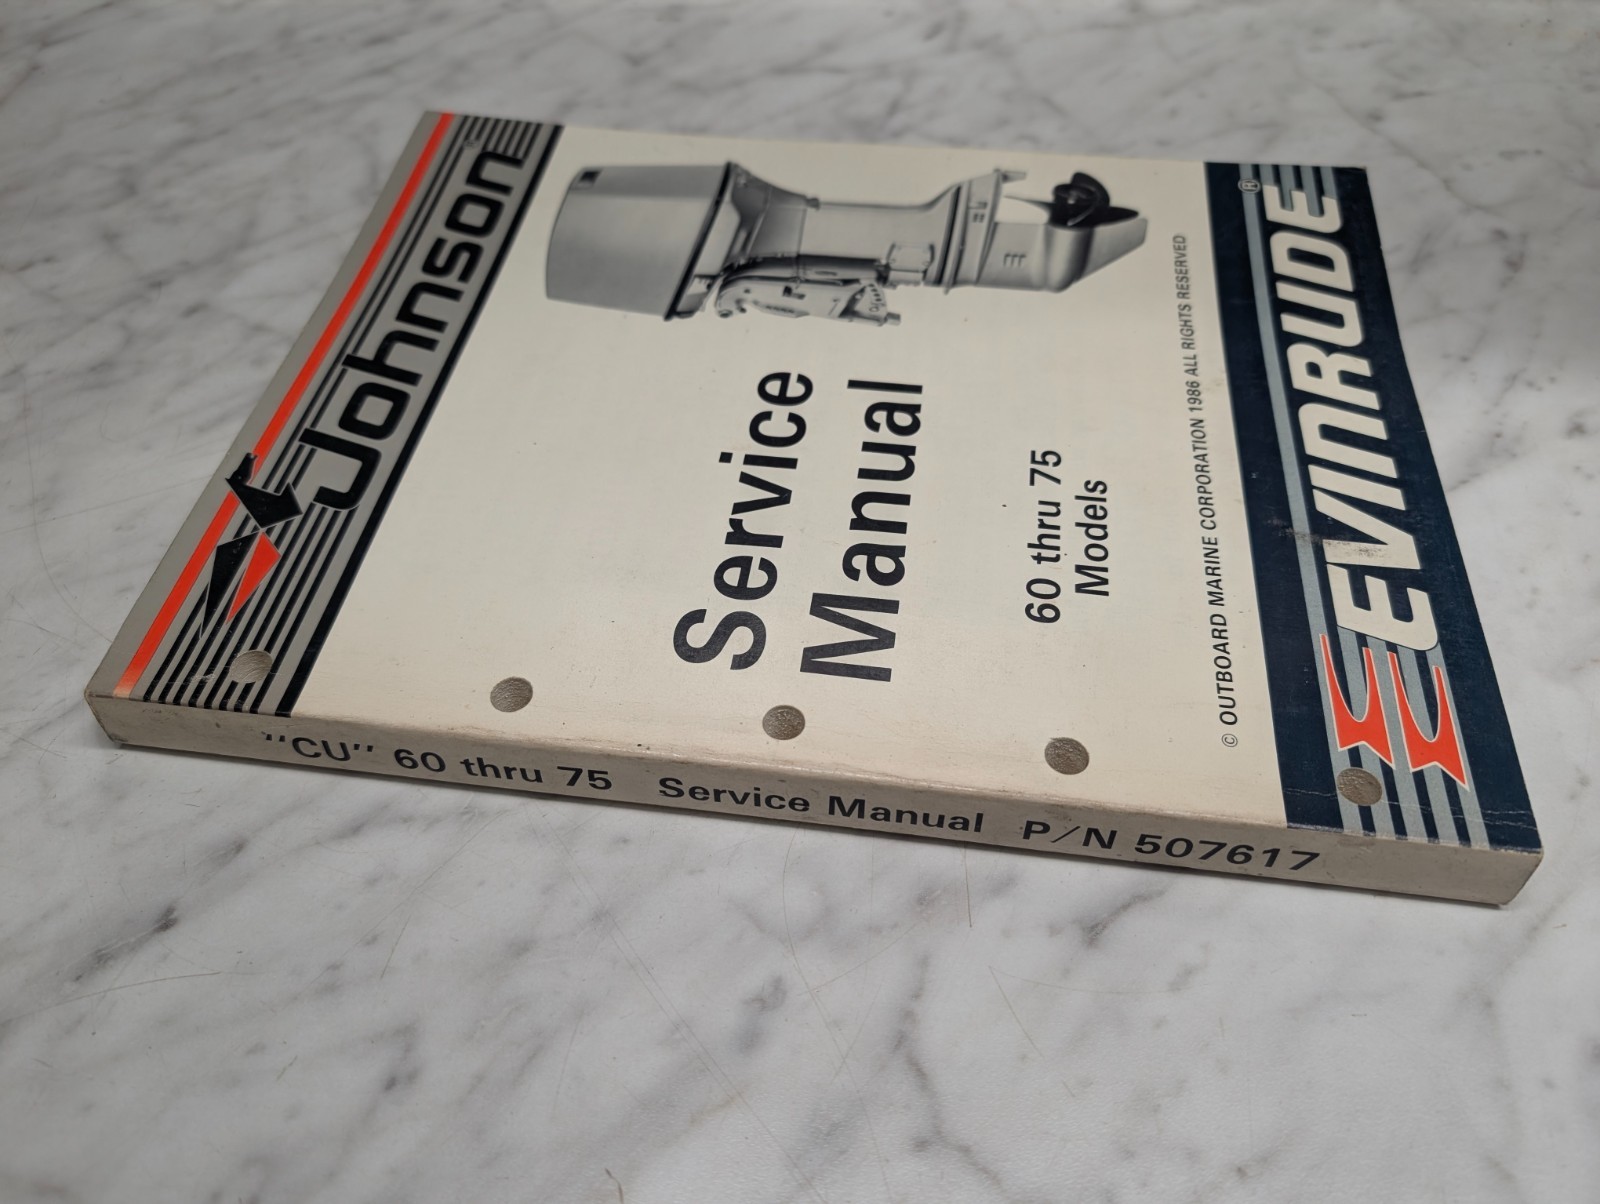 Johnson
Service
Manual
60 thru 75
Models
© OUTBOARD MARINE CORPORATION 1986 ALL RIGHTS RESERVED
EVINRUDE®
"CU" 60 thru 75 Service Manual P/N 507617